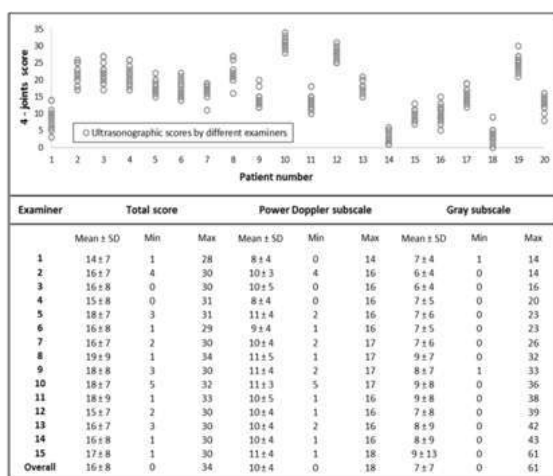 4 - joints score
35
30
25
20
15
10
5
0
Ultrasonographic scores by different examiners
1 2 3 4 5 6 7 8 9 10 11 12 13 14 15 16 17 18 19 20
Patient number
Examiner Total score Power Doppler subscale Gray subscale
Mean ± SD Min Max Mean ± SD Min Max Mean ± SD Min Max
1 14 ± 7 1 28 8 ± 4 0 14 7 ± 4 1 14
2 16 ± 7 4 30 10 ± 3 4 16 6 ± 4 0 14
3 16 ± 8 0 30 10 ± 5 0 16 6 ± 4 0 16
4 15 ± 8 0 31 8 ± 4 0 14 7 ± 5 0 20
5 18 ± 7 3 31 11 ± 4 2 16 7 ± 6 0 23
6 16 ± 8 1 29 9 ± 4 1 16 7 ± 5 0 23
7 16 ± 7 2 30 10 ± 4 2 17 7 ± 6 0 26
8 19 ± 9 1 34 11 ± 5 1 17 9 ± 7 0 32
9 18 ± 8 3 30 11 ± 4 2 17 8 ± 7 1 33
10 18 ± 7 5 32 11 ± 3 5 17 9 ± 8 0 36
11 18 ± 9 1 33 10 ± 5 1 16 9 ± 8 0 38
12 15 ± 7 2 30 10 ± 4 1 16 7 ± 8 0 39
13 16 ± 7 3 30 10 ± 4 2 16 8 ± 9 0 42
14 16 ± 8 1 30 10 ± 4 1 16 8 ± 9 0 43
15 17 ± 8 1 30 11 ± 4 1 18 9 ± 13 0 61
Overall 16 ± 8 0 34 10 ± 4 0 18 7 ± 7 0 61